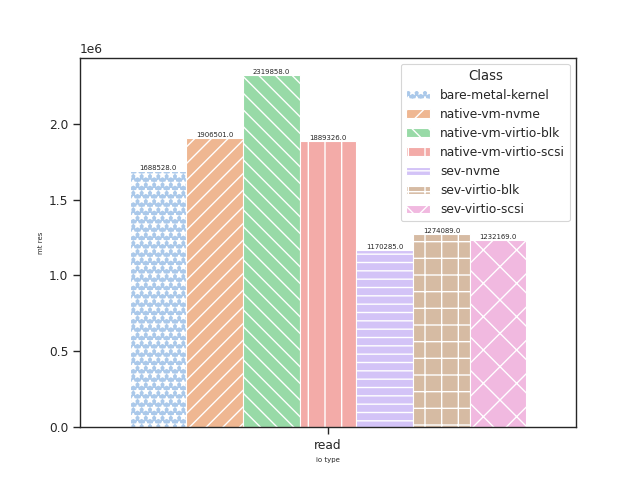 1e6
2319858.0
1906501.0
1889326.0
1688528.0
1274089.0
1232169.0
1170285.0
Class
bare-metal-kernel
native-vm-nvme
native-vm-virtio-blk
native-vm-virtio-scsi
sev-nvme
sev-virtio-blk
sev-virtio-scsi
2.0
1.5
1.0
0.5
0.0
mt res
read
io type